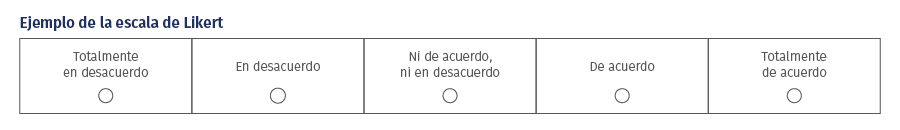 Ejemplo de la escala de Likert
Totalmente
en desacuerdo
En desacuerdo
Ni de acuerdo,
ni en desacuerdo
De acuerdo
Totalmente
de acuerdo